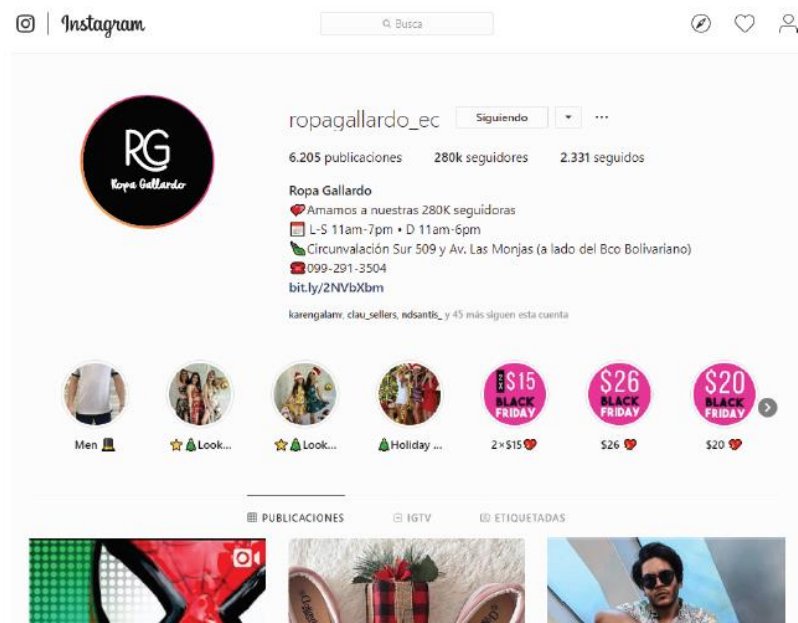 Instagram
Busca
RG
Ropa Gallardo
ropagallardo_ec Siguiendo
6.205 publicaciones 280k seguidores 2.331 seguidos
Ropa Gallardo
Amamos a nuestras 280K seguidoras
L-S 11am-7pm • D 11am-6pm
Circunvalación Sur 509 y Av. Las Monjas (a lado del Bco Bolivariano)
099-291-3504
bit.ly/2NVbXbm
karengalanv, clau_sellers, ndsantis_ y 45 más siguen esta cuenta
$15 BLACK FRIDAY
$26 BLACK FRIDAY
$20 BLACK FRIDAY
Men 🎩 ⭐🎄Look... ⭐🎄Look... 🎄Holiday ... 2×$15💖 $26 💖 $20 💖
PUBLICACIONES IGTV ETIQUETADAS